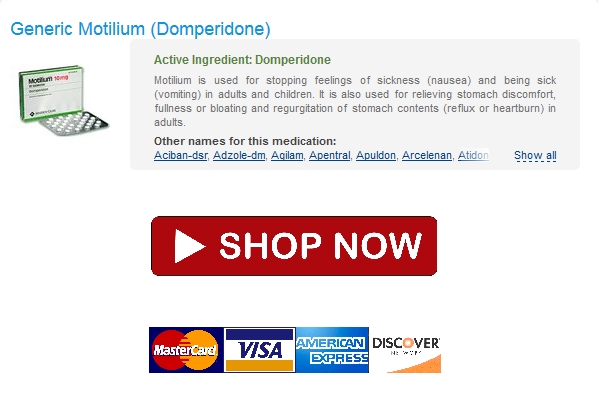 Generic Motilium (Domperidone)
Active Ingredient: Domperidone
Motilium is used for stopping feelings of sickness (nausea) and being sick
(vomiting) in adults and children. It is also used for relieving stomach discomfort,
fullness or bloating and regurgitation of stomach contents (reflux or heartburn) in
adults.
Other names for this medication:
Aciban-dsr, Adzole-dm, Agilam, Apentral, Apuldon, Arcelenan, Atidon Show all
Motilium 10mg
Domperidone
SHOP NOW
MasterCard VISA AMERICAN EXPRESS DISCOVER NETWORK